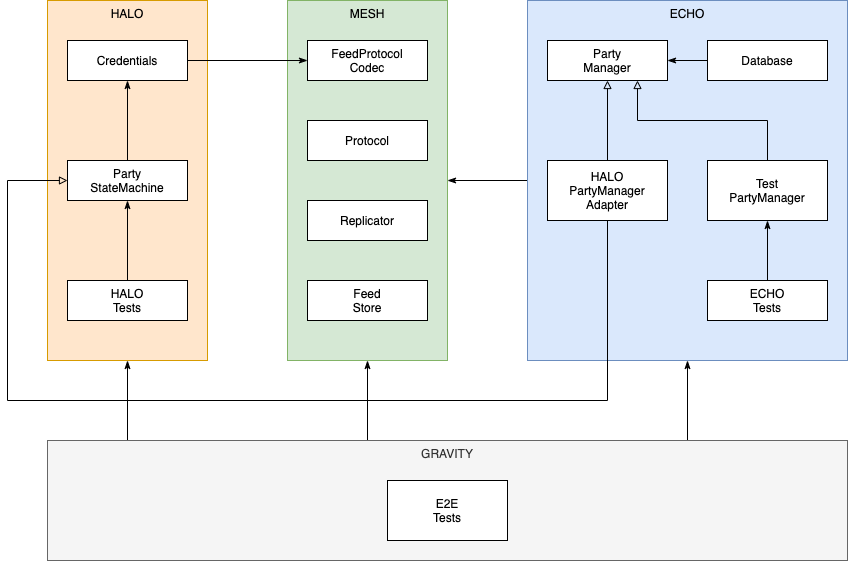 HALO
Credentials
Party
StateMachine
HALO
Tests
MESH
FeedProtocol
Codec
Protocol
Replicator
Feed
Store
ECHO
Party
Manager
Database
HALO
PartyManager
Adapter
Test
PartyManager
ECHO
Tests
GRAVITY
E2E
Tests